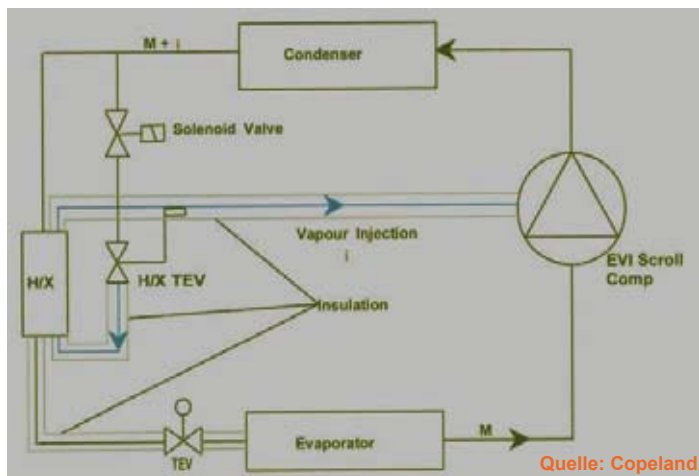 M + i
Condenser
Solenoid Valve
Vapour Injection
i
EVI Scroll
Comp
H/X
H/X TEV
Insulation
TEV
Evaporator
M
Quelle: Copeland